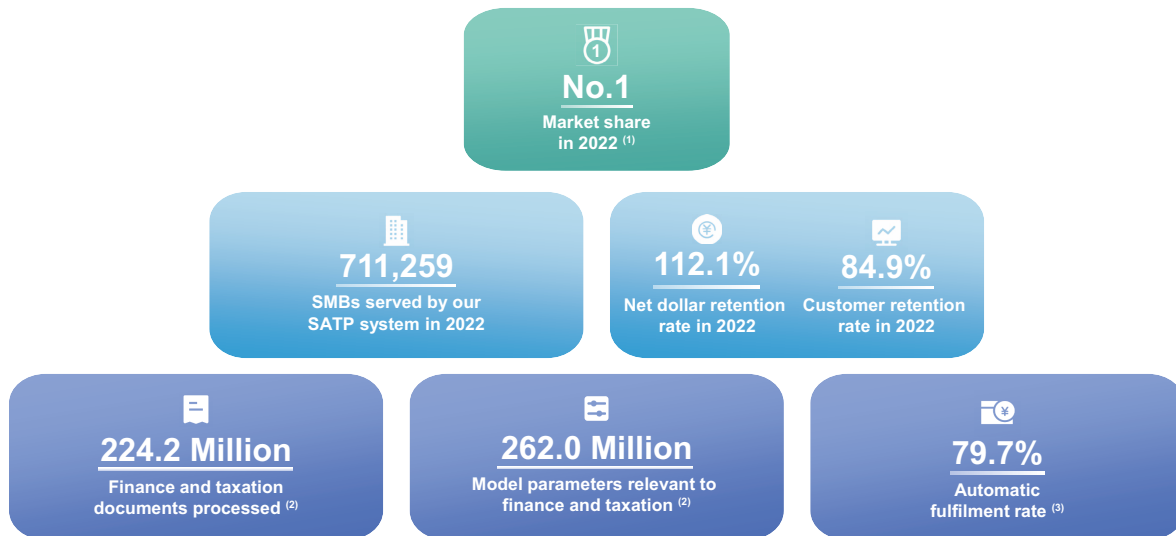 1
No.1
Market share
in 2022 (1)
711,259
SMBs served by our
SATP system in 2022
¥
112.1%
Net dollar retention
rate in 2022
84.9%
Customer retention
rate in 2022
224.2 Million
Finance and taxation
documents processed (2)
262.0 Million
Model parameters relevant to
finance and taxation (2)
¥
79.7%
Automatic
fulfilment rate (3)